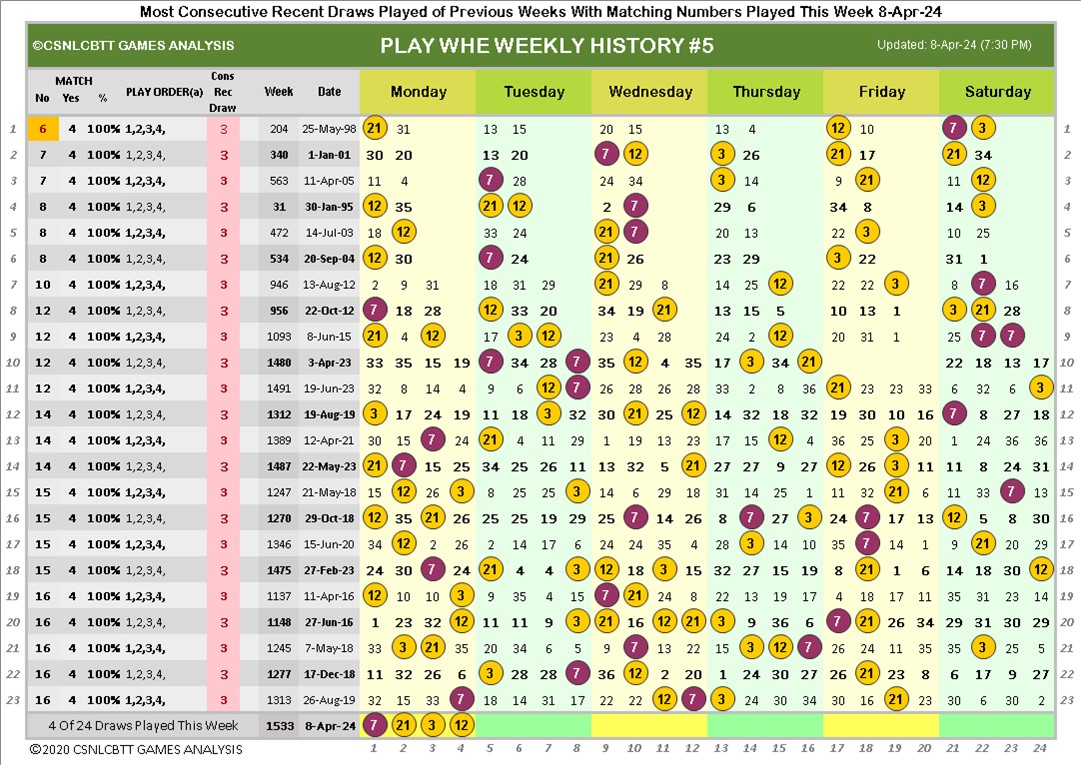 Most Consecutive Recent Draws Played of Previous Weeks With Matching Numbers Played This Week 8-Apr-24
©CSNLCBTT GAMES ANALYSIS PLAY WHE WEEKLY HISTORY #5 Updated: 8-Apr-24 (7:30 PM)
No MATCH Yes % PLAY ORDER(a) Cons Rec Draw Week Date Monday Tuesday Wednesday Thursday Friday Saturday
1 6 4 100% 1,2,3,4, 3 204 25-May-98 21 31 13 15 20 15 13 4 12 10 7 3 1
2 7 4 100% 1,2,3,4, 3 340 1-Jan-01 30 20 13 20 7 12 3 26 21 17 21 34 2
3 7 4 100% 1,2,3,4, 3 563 11-Apr-05 11 4 7 28 24 34 3 14 9 21 11 12 3
4 8 4 100% 1,2,3,4, 3 31 30-Jan-95 12 35 21 12 2 7 29 6 34 8 14 3 4
5 8 4 100% 1,2,3,4, 3 472 14-Jul-03 18 12 33 24 21 7 20 13 22 3 10 25 5
6 8 4 100% 1,2,3,4, 3 534 20-Sep-04 12 30 7 24 21 26 23 29 3 22 31 1 6
7 10 4 100% 1,2,3,4, 3 946 13-Aug-12 2 9 31 18 31 29 21 29 8 14 25 12 22 22 3 8 7 16 7
8 12 4 100% 1,2,3,4, 3 956 22-Oct-12 7 18 28 12 33 20 34 19 21 13 15 5 10 13 1 3 21 28 8
9 12 4 100% 1,2,3,4, 3 1093 8-Jun-15 21 4 12 17 3 7 23 4 28 24 2 12 20 31 1 25 7 7 9
10 12 4 100% 1,2,3,4, 3 1480 3-Apr-23 33 35 15 19 7 34 28 7 35 12 4 35 17 3 34 21 22 18 13 17 10
11 12 4 100% 1,2,3,4, 3 1491 19-Jun-23 32 8 14 4 9 6 12 7 26 28 26 28 33 2 8 36 21 23 23 33 6 32 6 3 11
12 14 4 100% 1,2,3,4, 3 1312 19-Aug-19 3 17 24 19 11 18 3 32 30 21 25 12 14 32 18 32 19 30 10 16 7 8 27 18 12
13 14 4 100% 1,2,3,4, 3 1389 12-Apr-21 30 15 7 24 21 4 11 29 1 19 13 23 17 15 12 4 36 25 3 20 1 24 36 36 13
14 14 4 100% 1,2,3,4, 3 1487 22-May-23 21 7 15 25 34 25 26 11 13 32 5 21 27 27 9 27 12 26 3 11 11 8 24 31 14
15 15 4 100% 1,2,3,4, 3 1247 21-May-18 15 12 26 3 8 25 25 3 14 6 29 18 31 14 25 1 11 32 21 6 11 33 7 13 15
16 15 4 100% 1,2,3,4, 3 1270 29-Oct-18 12 35 21 26 25 25 19 29 25 7 14 26 8 7 27 3 24 7 17 13 21 5 8 30 16
17 15 4 100% 1,2,3,4, 3 1346 15-Jun-20 34 12 2 26 2 14 17 6 24 24 35 4 28 3 14 10 35 7 14 1 9 21 20 29 17
18 15 4 100% 1,2,3,4, 3 1475 27-Feb-23 24 30 7 24 21 4 4 3 12 18 3 15 32 27 15 19 8 21 1 6 14 18 30 12 18
19 16 4 100% 1,2,3,4, 3 1137 11-Apr-16 12 10 10 3 9 35 4 15 7 21 24 8 22 13 19 17 4 18 17 11 35 31 23 14 19
20 16 4 100% 1,2,3,4, 3 1148 27-Jun-16 1 23 32 12 11 11 9 3 21 16 12 21 3 9 36 6 7 21 26 34 29 31 30 29 20
21 16 4 100% 1,2,3,4, 3 1245 7-May-18 33 3 21 35 20 34 6 5 9 7 13 22 15 3 12 7 26 24 11 35 35 3 25 5 21
22 16 4 100% 1,2,3,4, 3 1277 17-Dec-18 11 32 26 6 3 28 28 7 36 12 2 20 1 24 30 27 26 21 23 8 6 17 9 27 22
23 16 4 100% 1,2,3,4, 3 1313 26-Aug-19 32 15 33 7 18 14 1 31 22 22 12 7 3 20 31 34 30 16 21 23 6 30 30 2 23
4 Of 24 Draws Played This Week 1533 8-Apr-24 7 21 3 12
©2020 CSNLCBTT GAMES ANALYSIS 1 2 3 4 5 6 7 8 9 10 11 12 13 14 15 16 17 18 19 20 21 22 23 24